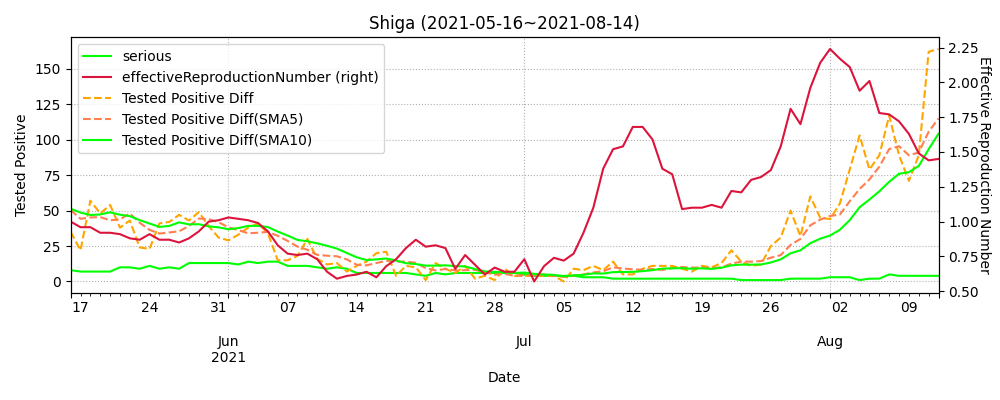 Shiga (2021-05-16~2021-08-14)
serious
effectiveReproductionNumber (right)
Tested Positive Diff
Tested Positive Diff(SMA5)
Tested Positive Diff(SMA10)
Tested Positive
150
125
100
75
50
25
0
2.25
2.00
1.75
1.50
1.25
1.00
0.75
0.50
Effective Reproduction Number
17 24 31 07 14 21 28 05 12 19 26 02 09
Jun Jul Aug
2021
Date